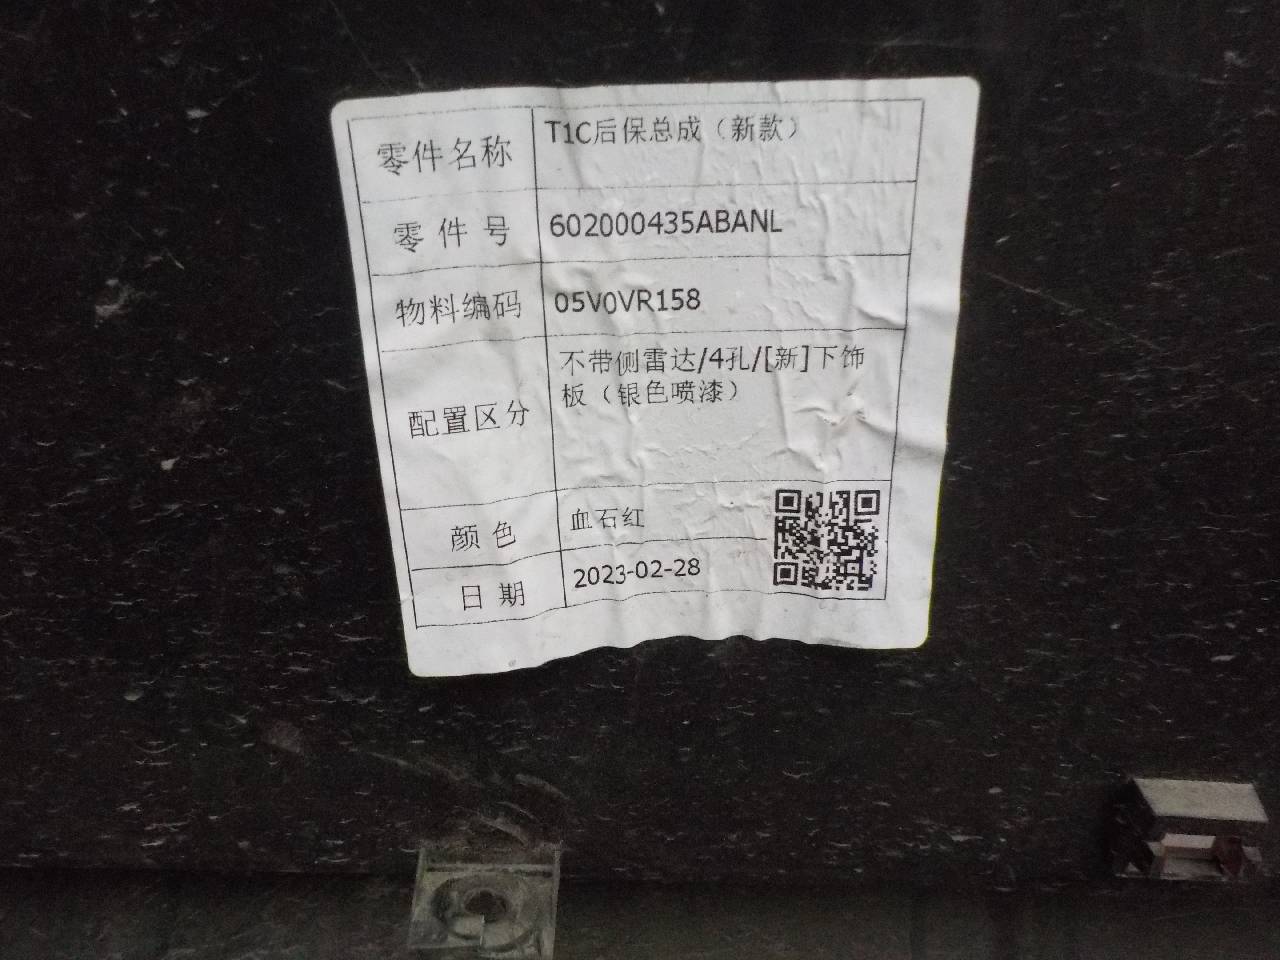 零件名称 T1C后保总成（新款）
零件号 602000435ABANL
物料编码 05V0VR158
配置区分 不带侧雷达/4孔/[新]下饰
板（银色喷漆）
颜色 血石红
日期 2023-02-28